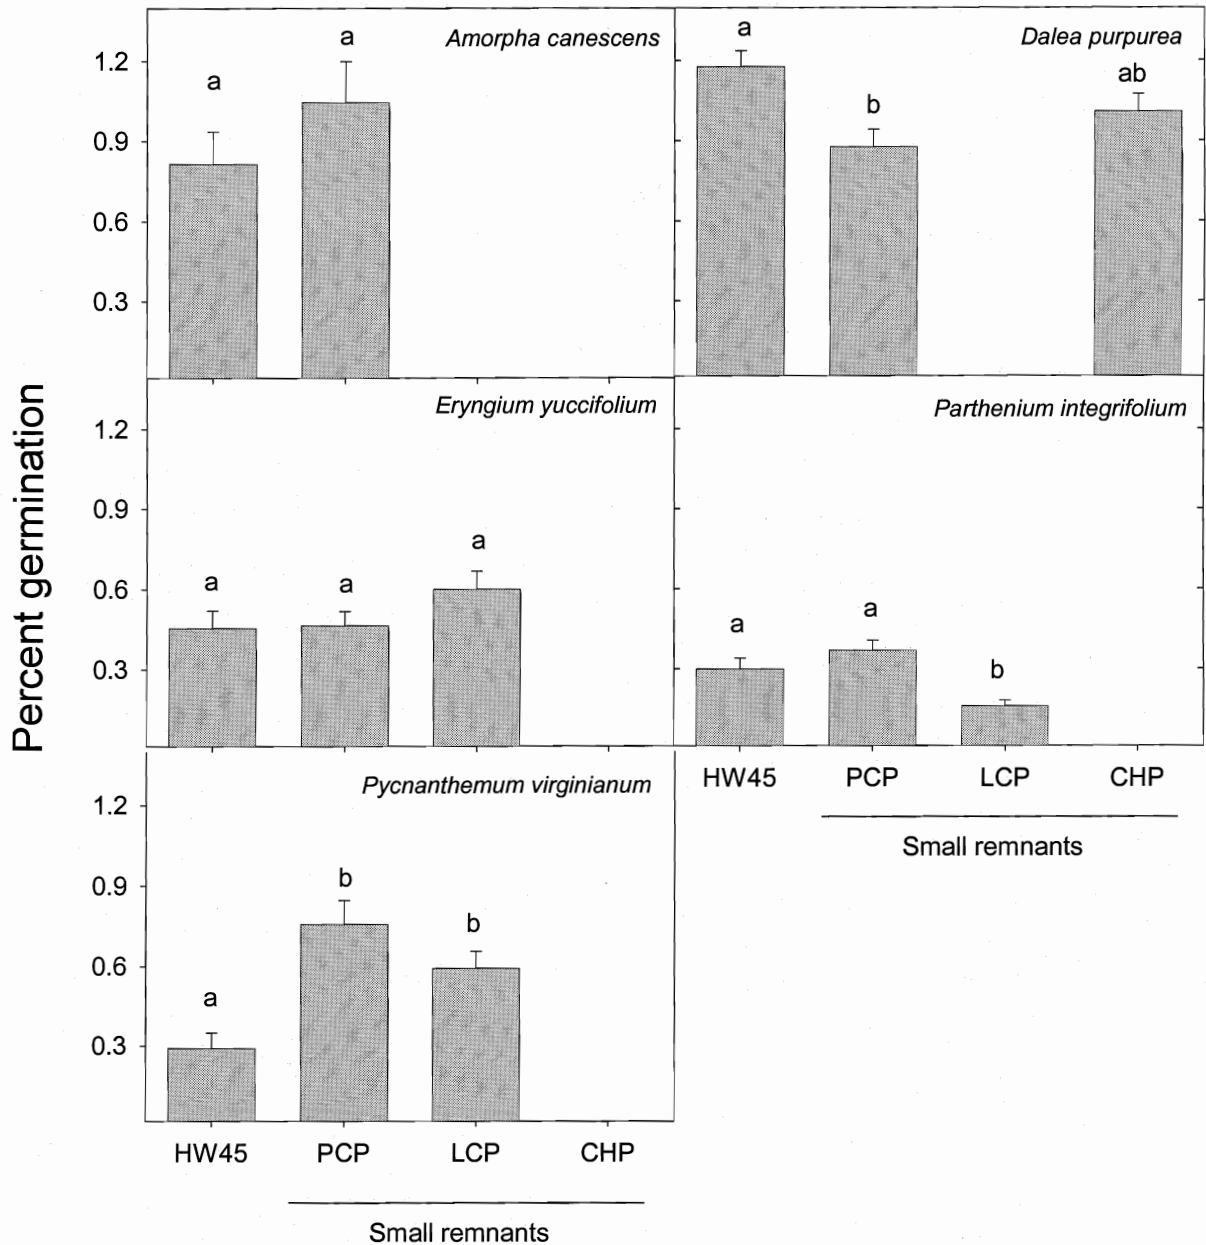 Percent germination
Amorpha canescens
1.2
0.9
0.6
0.3
a
a
Dalea purpurea
a
b
ab
Eryngium yuccifolium
1.2
0.9
0.6
0.3
a
a
a
Parthenium integrifolium
a
a
b
HW45 PCP LCP CHP
Small remnants
Pycnanthemum virginianum
1.2
0.9
0.6
0.3
a
b
b
HW45 PCP LCP CHP
Small remnants